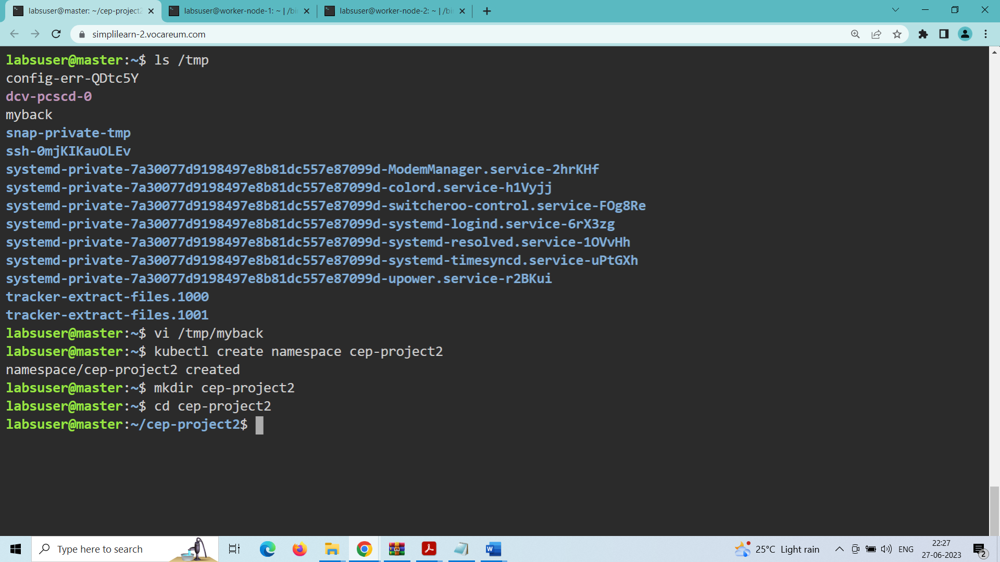 labsuser@master: ~/cep-project2
labsuser@worker-node-1: ~ | /bi
labsuser@worker-node-2: ~ | /bi
simplilearn-2.vocareum.com
labsuser@master:~$ ls /tmp
config-err-QDtc5Y
dcv-pcscd-0
myback
snap-private-tmp
ssh-0mjKIKauOLEv
systemd-private-7a30077d9198497e8b81dc557e87099d-ModemManager.service-2hrKHf
systemd-private-7a30077d9198497e8b81dc557e87099d-colord.service-h1Vyjj
systemd-private-7a30077d9198497e8b81dc557e87099d-switcheroo-control.service-FOg8Re
systemd-private-7a30077d9198497e8b81dc557e87099d-systemd-logind.service-6rX3zg
systemd-private-7a30077d9198497e8b81dc557e87099d-systemd-resolved.service-1OVvHh
systemd-private-7a30077d9198497e8b81dc557e87099d-systemd-timesyncd.service-uPtGXh
systemd-private-7a30077d9198497e8b81dc557e87099d-upower.service-r2BKui
tracker-extract-files.1000
tracker-extract-files.1001
labsuser@master:~$ vi /tmp/myback
labsuser@master:~$ kubectl create namespace cep-project2
namespace/cep-project2 created
labsuser@master:~$ mkdir cep-project2
labsuser@master:~$ cd cep-project2
labsuser@master:~/cep-project2$
Type here to search
25°C Light rain
ENG
22:27
27-06-2023
2